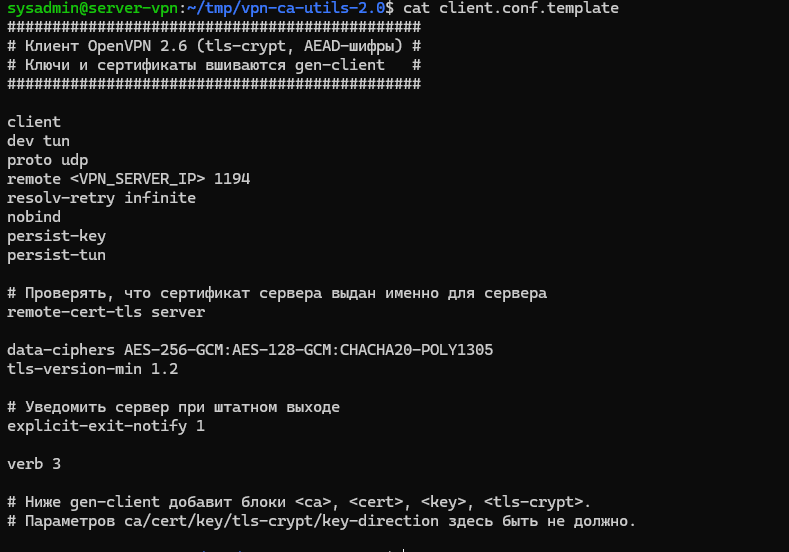 sysadmin@server-vpn:~/tmp/vpn-ca-utils-2.0$ cat client.conf.template
##############################################
# Клиент OpenVPN 2.6 (tls-crypt, AEAD-шифры) #
# Ключи и сертификаты вшиваются gen-client   #
##############################################

client
dev tun
proto udp
remote <VPN_SERVER_IP> 1194
resolv-retry infinite
nobind
persist-key
persist-tun

# Проверять, что сертификат сервера выдан именно для сервера
remote-cert-tls server

data-ciphers AES-256-GCM:AES-128-GCM:CHACHA20-POLY1305
tls-version-min 1.2

# Уведомить сервер при штатном выходе
explicit-exit-notify 1

verb 3

# Ниже gen-client добавит блоки <ca>, <cert>, <key>, <tls-crypt>.
# Параметров ca/cert/key/tls-crypt/key-direction здесь быть не должно.